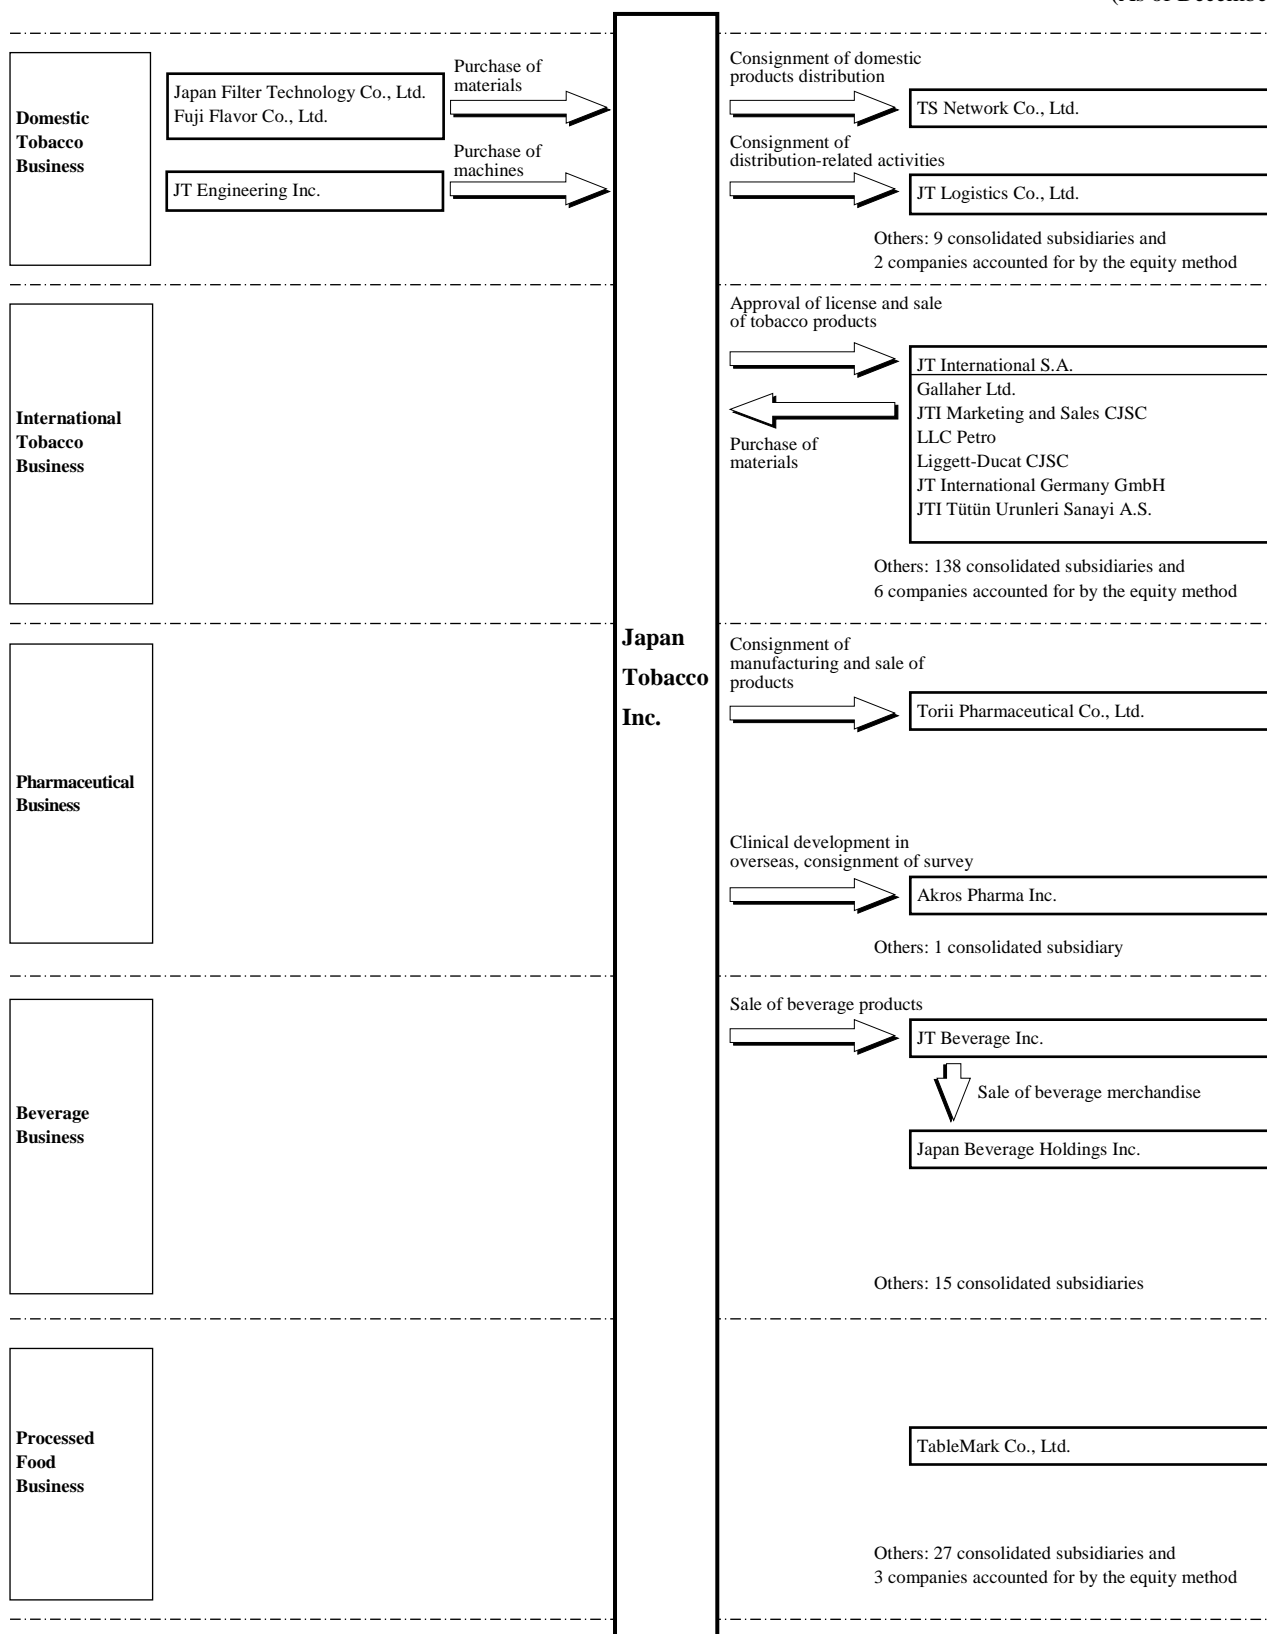 (As of December
Domestic
Tobacco
Business
Japan Filter Technology Co., Ltd.
Fuji Flavor Co., Ltd.
Purchase of
materials
JT Engineering Inc.
Purchase of
machines
Consignment of domestic
products distribution
TS Network Co., Ltd.
Consignment of
distribution-related activities
JT Logistics Co., Ltd.
Others: 9 consolidated subsidiaries and
2 companies accounted for by the equity method
International
Tobacco
Business
Approval of license and sale
of tobacco products
JT International S.A.
Gallaher Ltd.
JTI Marketing and Sales CJSC
LLC Petro
Liggett-Ducat CJSC
JT International Germany GmbH
JTI Tütün Urunleri Sanayi A.S.
Purchase of
materials
Others: 138 consolidated subsidiaries and
6 companies accounted for by the equity method
Japan
Tobacco
Inc.
Pharmaceutical
Business
Consignment of
manufacturing and sale of
products
Torii Pharmaceutical Co., Ltd.
Clinical development in
overseas, consignment of survey
Akros Pharma Inc.
Others: 1 consolidated subsidiary
Beverage
Business
Sale of beverage products
JT Beverage Inc.
Sale of beverage merchandise
Japan Beverage Holdings Inc.
Others: 15 consolidated subsidiaries
Processed
Food
Business
TableMark Co., Ltd.
Others: 27 consolidated subsidiaries and
3 companies accounted for by the equity method